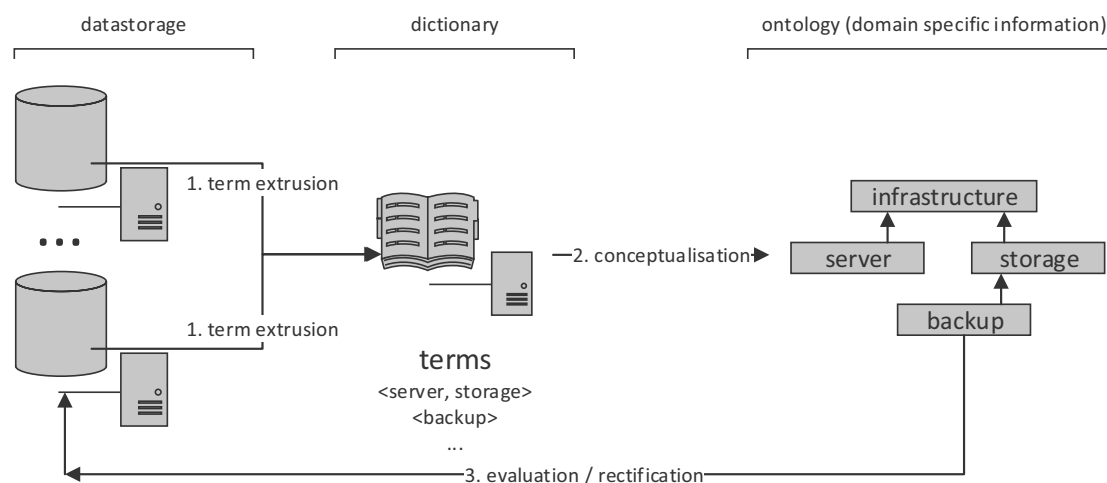 datastorage
dictionary
ontology (domain specific information)
1. term extrusion
infrastructure
2. conceptualisation
server
storage
backup
1. term extrusion
terms
<server, storage>
<backup>
...
3. evaluation / rectification